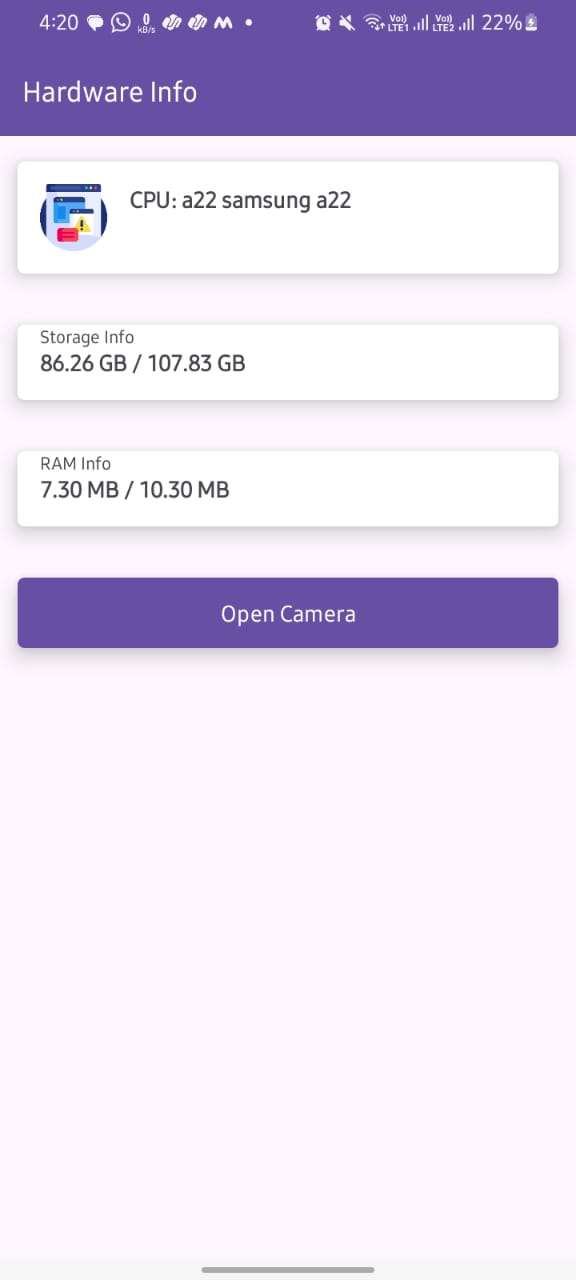 4:20 0 kB/s Vo)) LTE1 Vo)) LTE2 22%
Hardware Info
CPU: a22 samsung a22
Storage Info
86.26 GB / 107.83 GB
RAM Info
7.30 MB / 10.30 MB
Open Camera